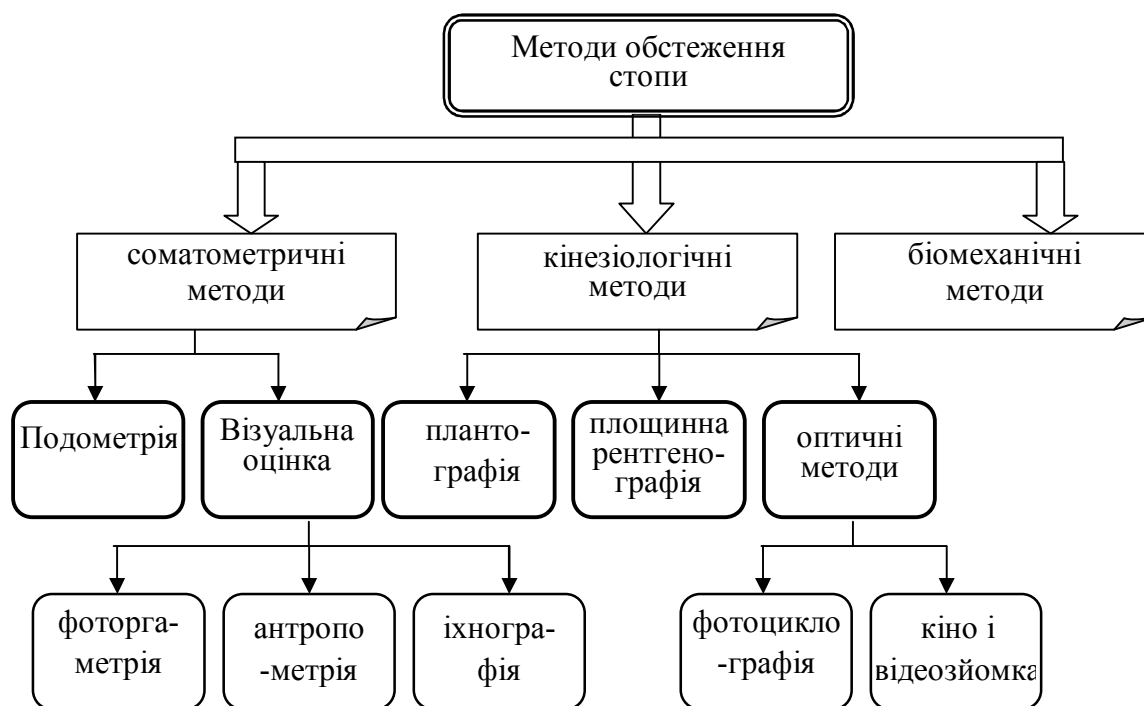 Методи обстеження
стопи
соматометричні
методи
кінезіологічні
методи
біомеханічні
методи
Подометрія
Візуальна
оцінка
планто-
графія
площинна
рентгено-
графія
оптичні
методи
фоторга-
метрія
антропо
-метрія
іхногра-
фія
фотоцикло
-графія
кіно і
відеозйомка